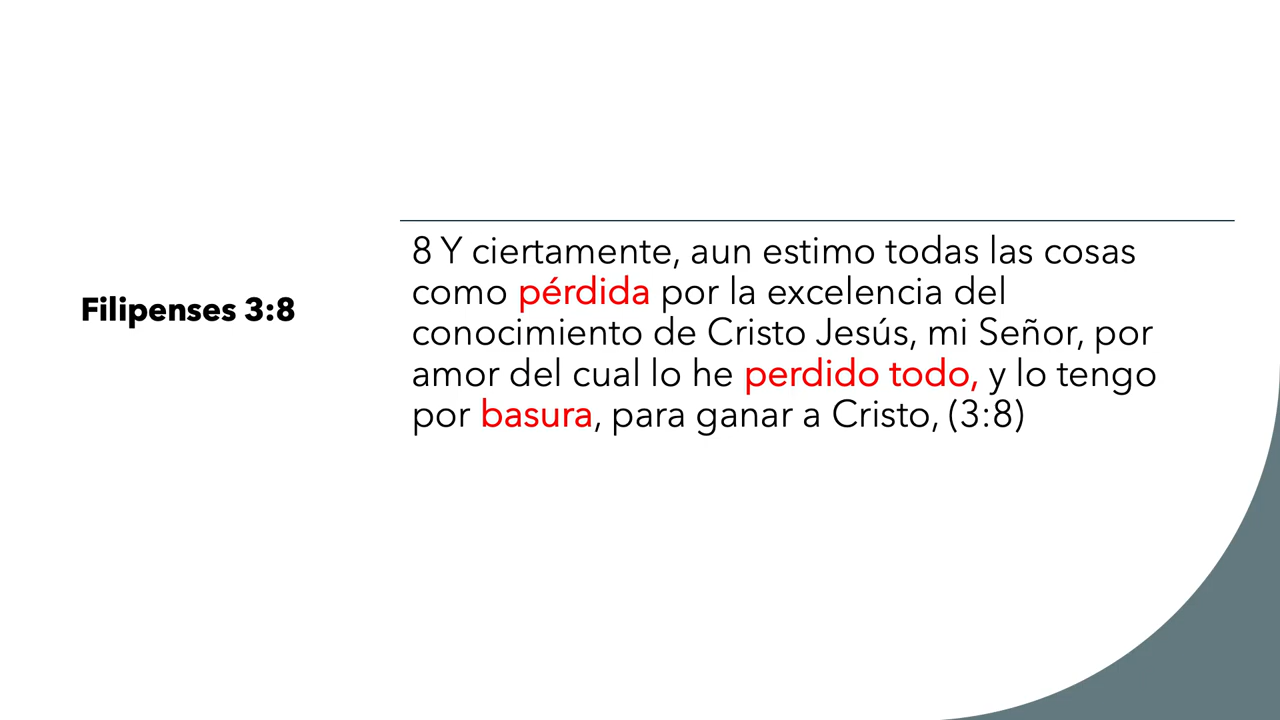 Filipenses 3:8
8 Y ciertamente, aun estimo todas las cosas
como pérdida por la excelencia del
conocimiento de Cristo Jesús, mi Señor, por
amor del cual lo he perdido todo, y lo tengo
por basura, para ganar a Cristo, (3:8)